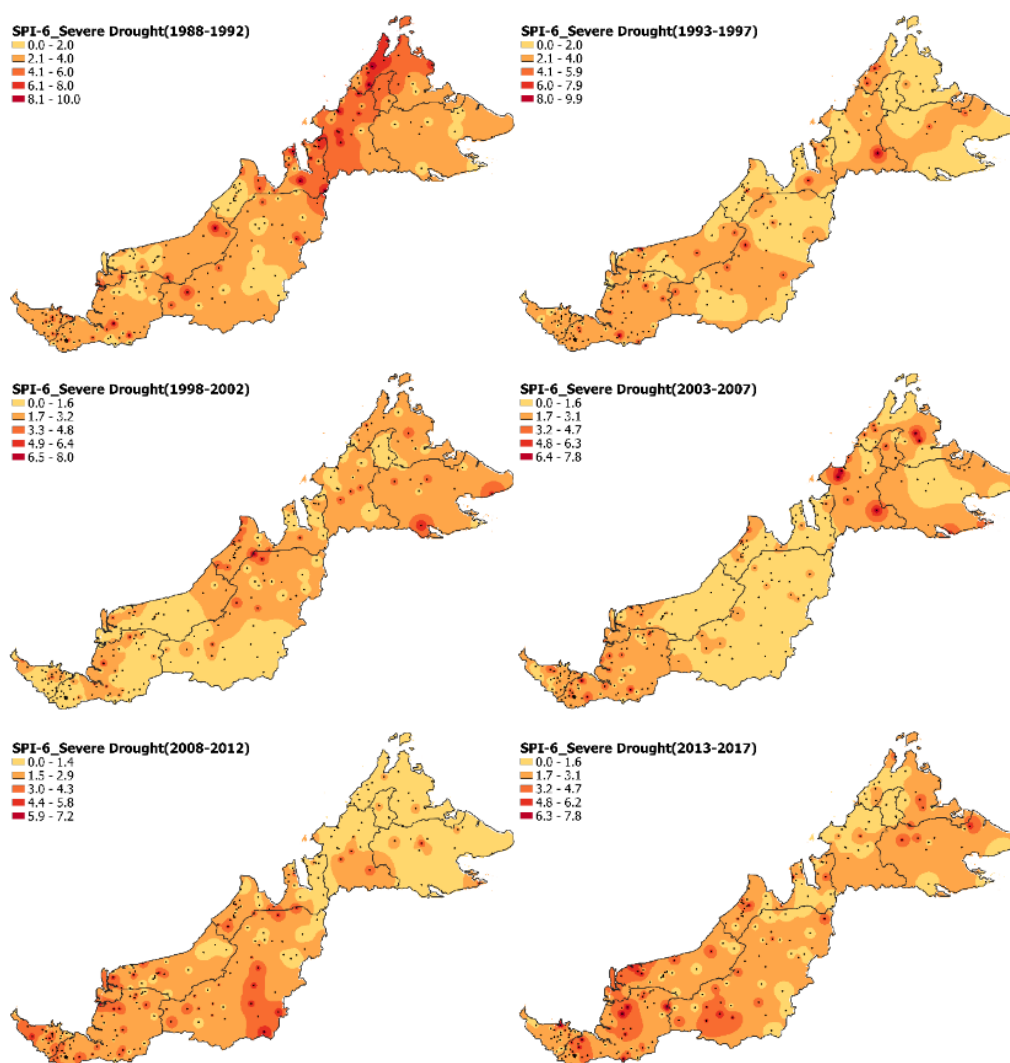 SPI-6_Severe Drought(1988-1992)
0.0 - 2.0
2.1 - 4.0
4.1 - 6.0
6.1 - 8.0
8.1 - 10.0
SPI-6_Severe Drought(1993-1997)
0.0 - 2.0
2.1 - 4.0
4.1 - 5.9
6.0 - 7.9
8.0 - 9.9
SPI-6_Severe Drought(1998-2002)
0.0 - 1.6
1.7 - 3.2
3.3 - 4.8
4.9 - 6.4
6.5 - 8.0
SPI-6_Severe Drought(2003-2007)
0.0 - 1.6
1.7 - 3.1
3.2 - 4.7
4.8 - 6.3
6.4 - 7.8
SPI-6_Severe Drought(2008-2012)
0.0 - 1.4
1.5 - 2.9
3.0 - 4.3
4.4 - 5.8
5.9 - 7.2
SPI-6_Severe Drought(2013-2017)
0.0 - 1.6
1.7 - 3.1
3.2 - 4.7
4.8 - 6.2
6.3 - 7.8